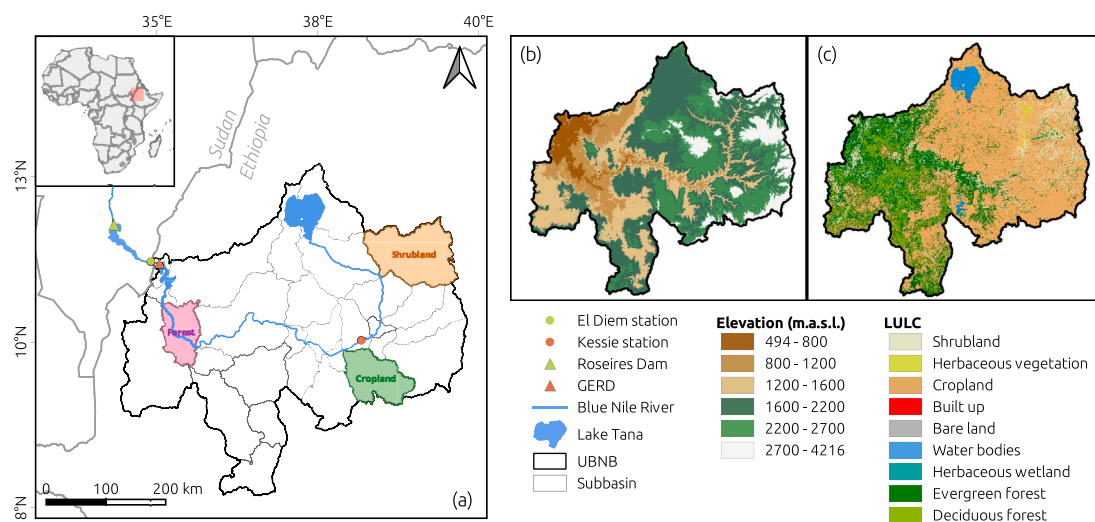 35°E
38°E
40°E
13°N
10°N
8°N
Sudan
Ethiopia
Shrubland
Forest
Cropland
0
100
200 km
(a)
(b)
(c)
El Diem station
Kessie station
Roseires Dam
GERD
Blue Nile River
Lake Tana
UBNB
Subbasin
Elevation (m.a.s.l.)
494 - 800
800 - 1200
1200 - 1600
1600 - 2200
2200 - 2700
2700 - 4216
LULC
Shrubland
Herbaceous vegetation
Cropland
Built up
Bare land
Water bodies
Herbaceous wetland
Evergreen forest
Deciduous forest